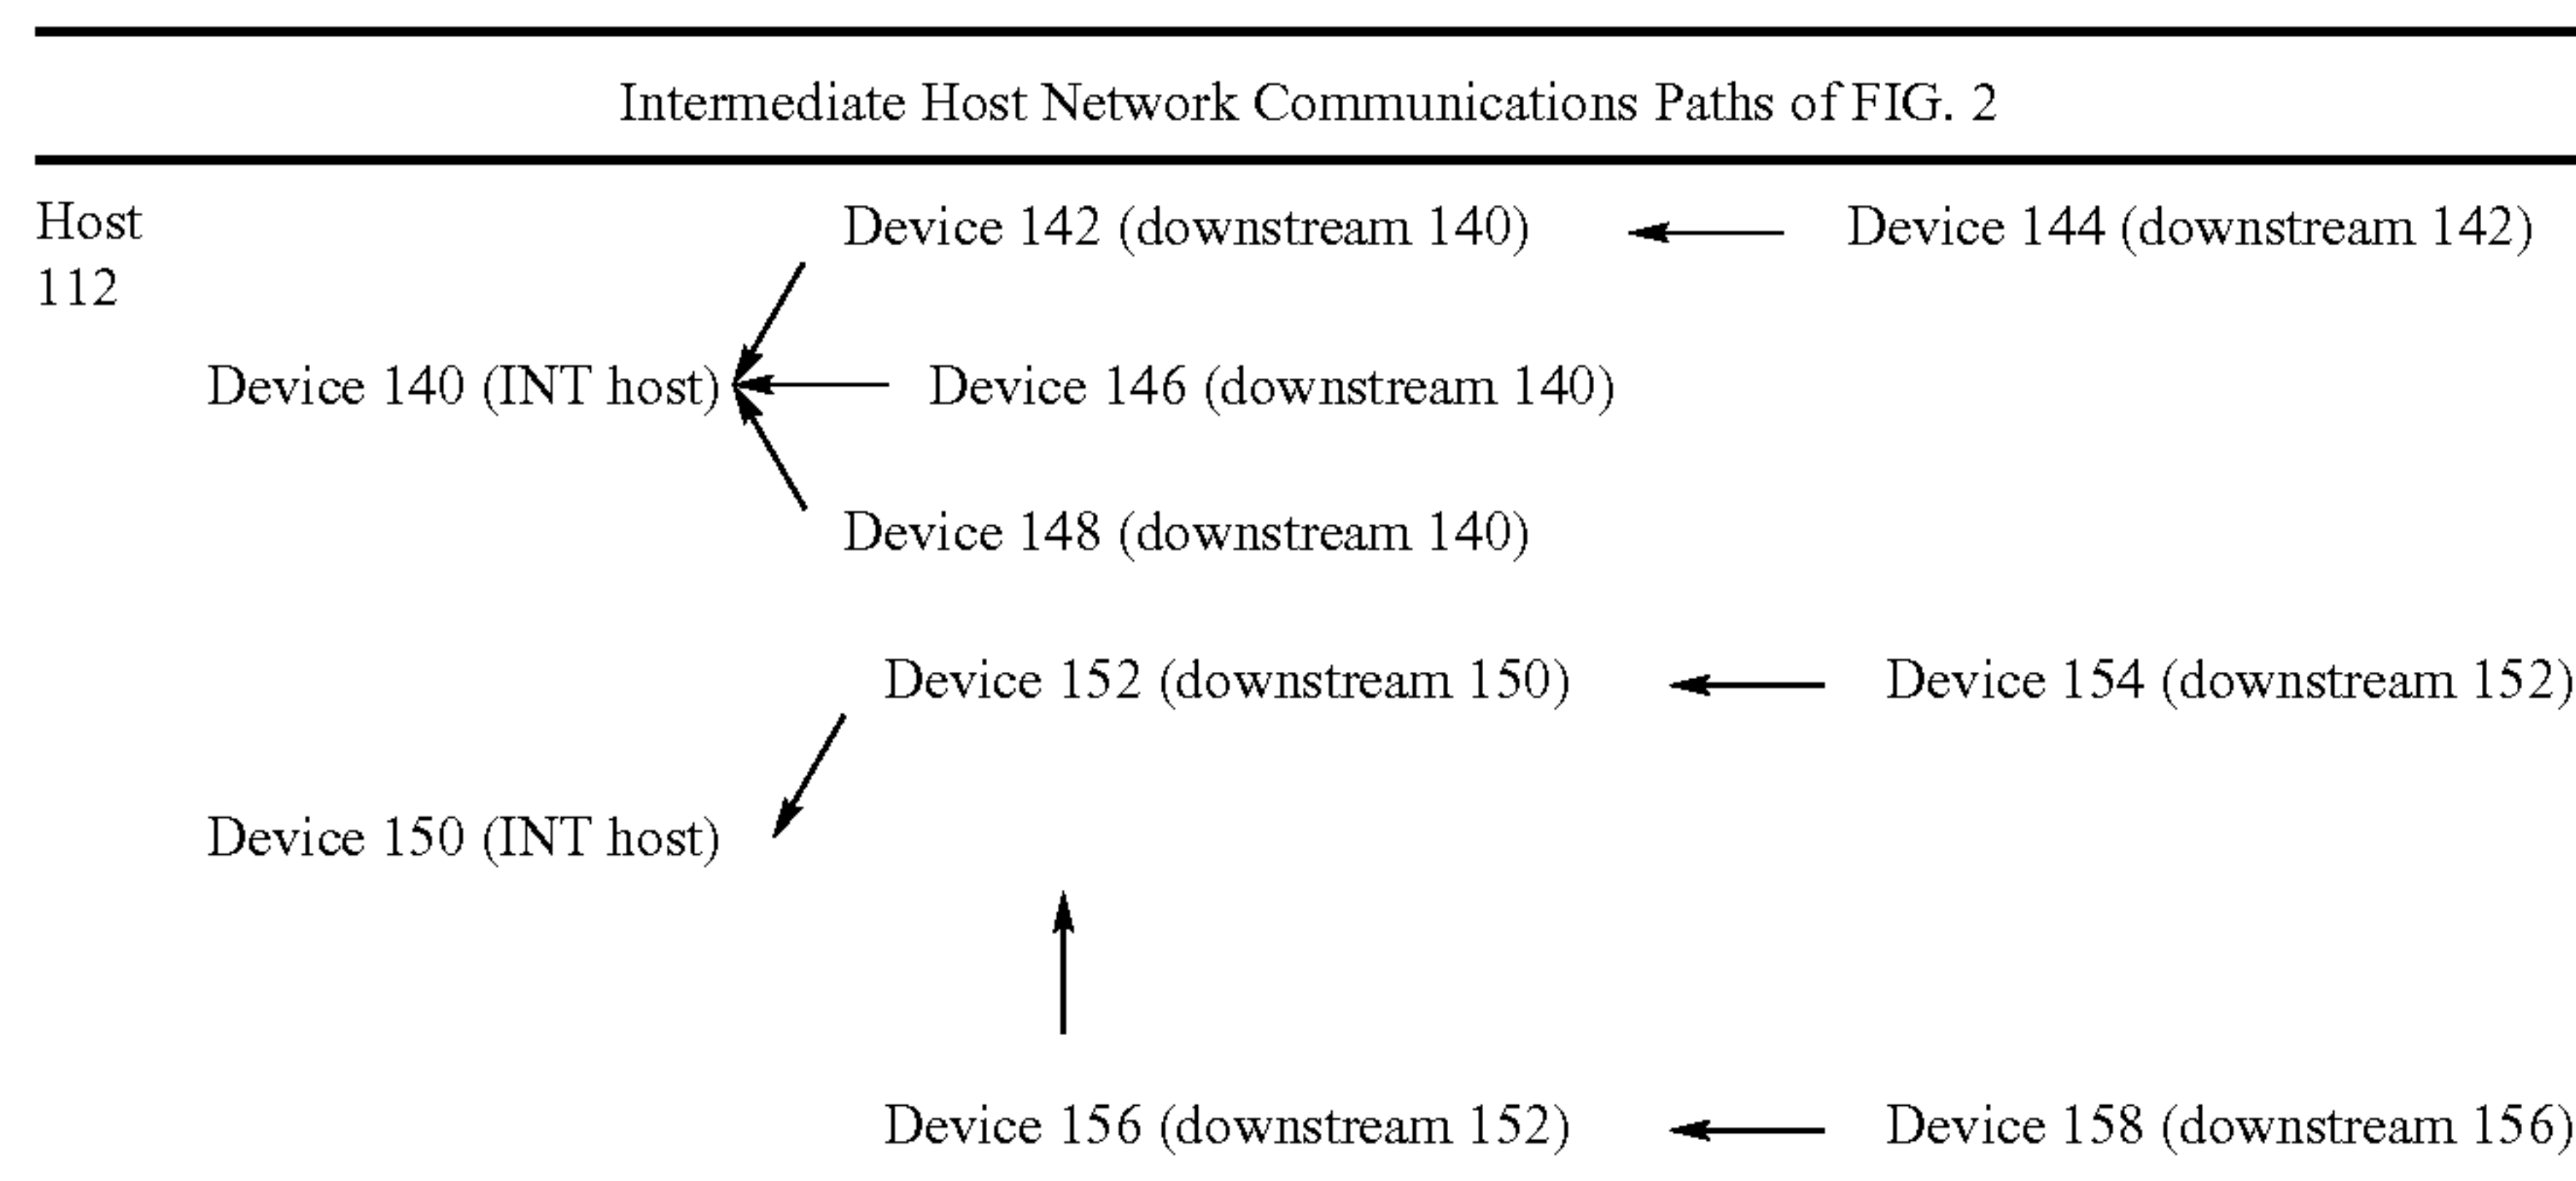 Intermediate Host Network Communications Paths of FIG. 2
Host
112
Device 142 (downstream 140)
Device 144 (downstream 142)
Device 140 (INT host)
Device 146 (downstream 140)
Device 148 (downstream 140)
Device 152 (downstream 150)
Device 154 (downstream 152)
Device 150 (INT host)
Device 156 (downstream 152)
Device 158 (downstream 156)